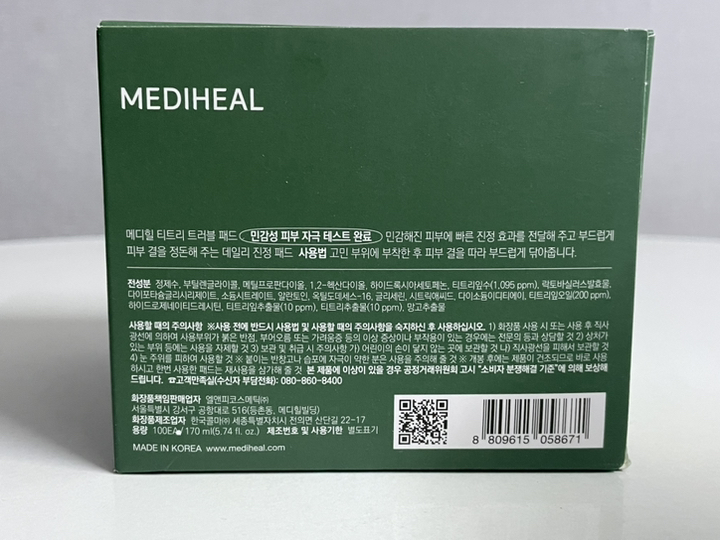 MEDIHEAL
메디힐 티트리 트러블 패드 민감성 피부 자극 테스트 완료 민감해진 피부에 빠른 진정 효과를 전달해 주고 부드럽게
피부 결을 정돈해 주는 데일리 진정 패드 사용법 고민 부위에 부착한 후 피부 결을 따라 부드럽게 닦아줍니다.
전성분 정제수, 부틸렌글라이콜, 메틸프로판다이올, 1,2-헥산다이올, 하이드록시아세토페논, 티트리잎수(1,095 ppm), 락토바실러스발효물,
다이포타슘글리시리제이트, 소듐시트레이트, 알란토인, 옥틸도데세스-16, 글리세린, 시트릭애씨드, 다이소듐이디티에이, 티트리잎오일(200 ppm),
하이드로제네이티드레시틴, 티트리잎추출물(10 ppm), 티트리추출물(10 ppm), 망고추출물
사용할 때의 주의사항 ※사용 전에 반드시 사용법 및 사용할 때의 주의사항을 숙지하신 후 사용하십시오. 1) 화장품 사용 시 또는 사용 후 직사
광선에 의하여 사용부위가 붉은 반점, 부어오름 또는 가려움증 등의 이상 증상이나 부작용이 있는 경우에는 전문의 등과 상담할 것 2) 상처가
있는 부위 등에는 사용을 자제할 것 3) 보관 및 취급 시 주의사항 가) 어린이의 손이 닿지 않는 곳에 보관할 것 나) 직사광선을 피해서 보관할 것
4) 눈 주위를 피하여 사용할 것 ※ 붙이는 반창고나 습포에 자극이 약한 분은 사용을 주의해 주십시오 ※ 개봉 후에는 제품이 건조되므로 바로 사용
하시고 한번 사용한 패드는 재사용을 삼가해 줄 것 본 제품에 이상이 있을 경우 공정거래위원회 고시 "소비자 분쟁해결 기준"에 의해 보상해
드립니다. ☎고객만족실(수신자 부담전화): 080-860-8400
화장품책임판매업자 엘앤피코스메틱㈜
서울특별시 강서구 공항대로 516(등촌동, 메디힐빌딩)
화장품제조업자 한국콜마㈜ 세종특별자치시 전의면 산단길 22-17
용량 100EA / 170 ml(5.74 fl. oz.) 제조번호 및 사용기한 별도표기
MADE IN KOREA www.mediheal.com
8 809615 058671